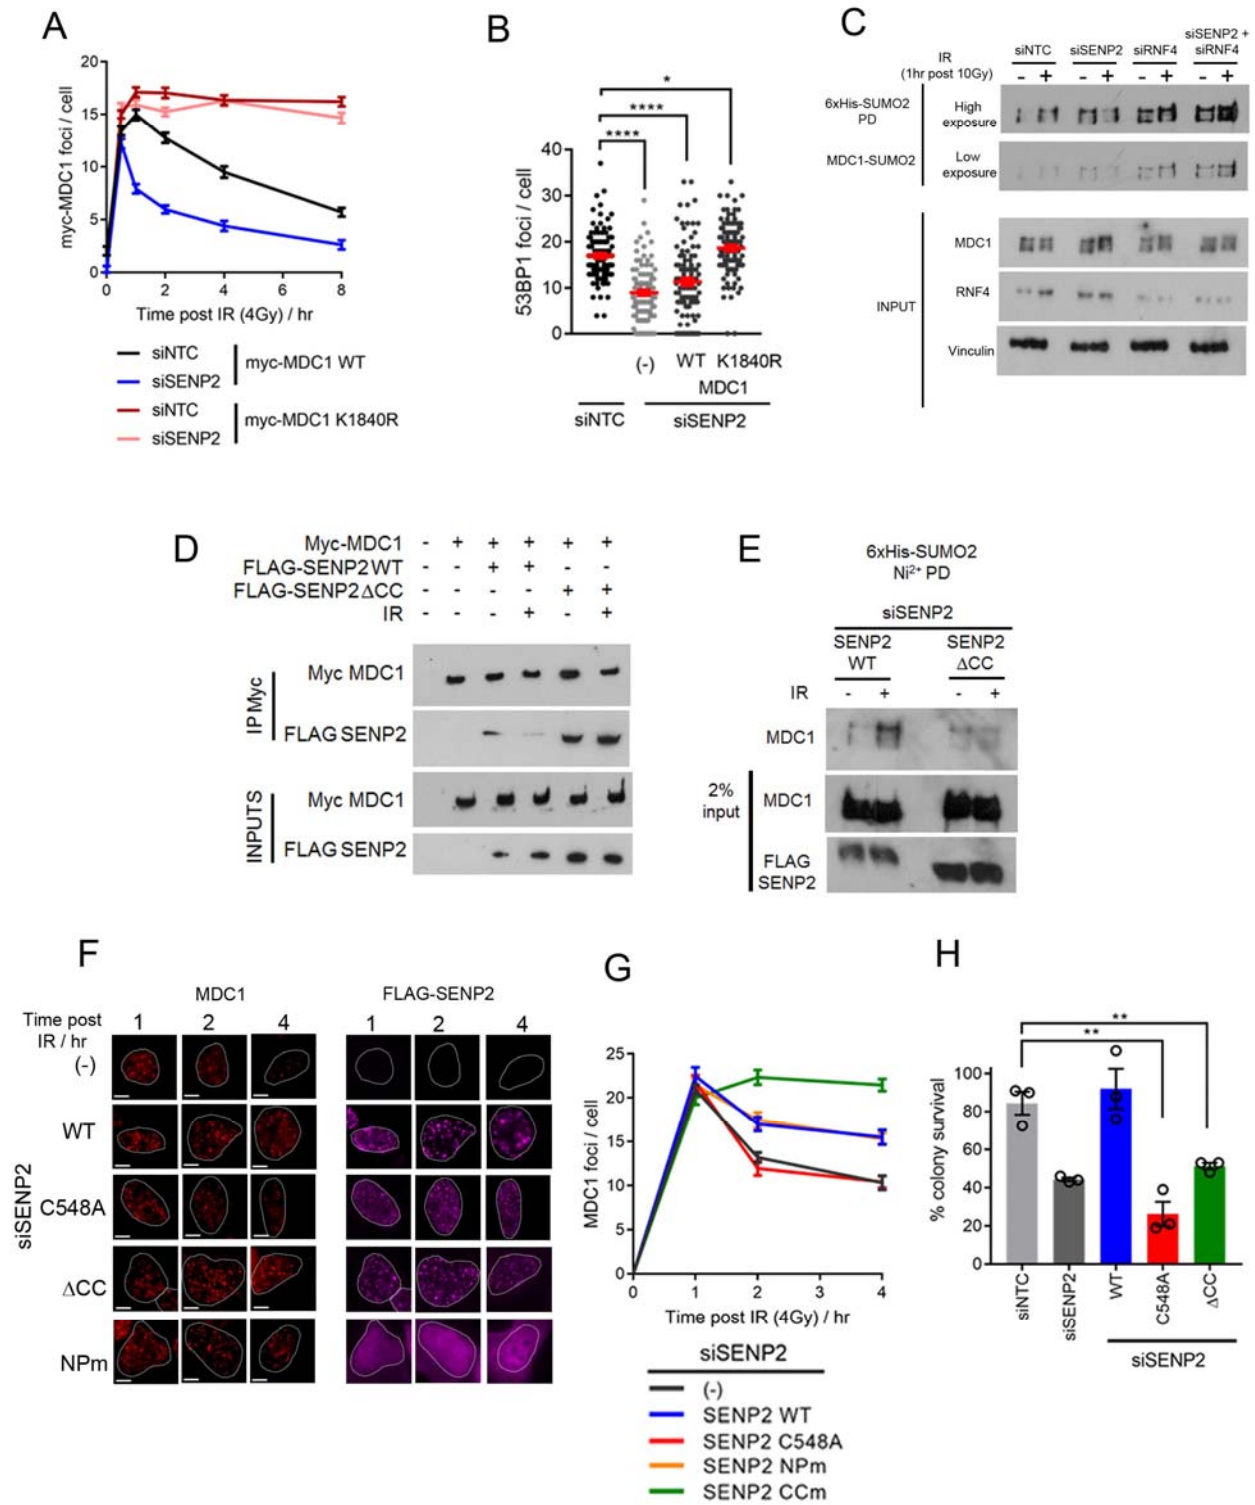 A
20
15
10
5
0
myc-MDC1 foci / cell
0 2 4 6 8
Time post IR (4Gy) / hr
siNTC
siSENP2
myc-MDC1 WT
siNTC
siSENP2
myc-MDC1 K1840R
B
*
****
****
40
30
20
10
0
53BP1 foci / cell
(-) WT K1840R
MDC1
siNTC siSENP2
C
siNTC siSENP2 siRNF4 siSENP2 + siRNF4
IR
(1hr post 10Gy)
- + - + - + - +
6xHis-SUMO2
PD
High
exposure
MDC1-SUMO2
Low
exposure
MDC1
RNF4
INPUT
Vinculin
D
Myc-MDC1 - + + + + +
FLAG-SENP2WT - - + + - -
FLAG-SENP2ΔCC - - - - + +
IR - - - + - +
IP Myc
Myc MDC1
FLAG SENP2
INPUTS
Myc MDC1
FLAG SENP2
E
6xHis-SUMO2
Ni²⁺ PD
siSENP2
SENP2 SENP2
WT ΔCC
IR - + - +
MDC1
2%
input
MDC1
FLAG
SENP2
F
MDC1 FLAG-SENP2
Time post
IR / hr
1 2 4 1 2 4
(-)
WT
C548A
ΔCC
NPm
siSENP2
G
25
20
15
10
5
0
MDC1 foci / cell
0 1 2 3 4
Time post IR (4Gy) / hr
siSENP2
(-)
SENP2 WT
SENP2 C548A
SENP2 NPm
SENP2 CCm
H
**
**
100
80
60
40
20
0
% colony survival
siNTC
siSENP2
WT
C548A
ΔCC
siSENP2